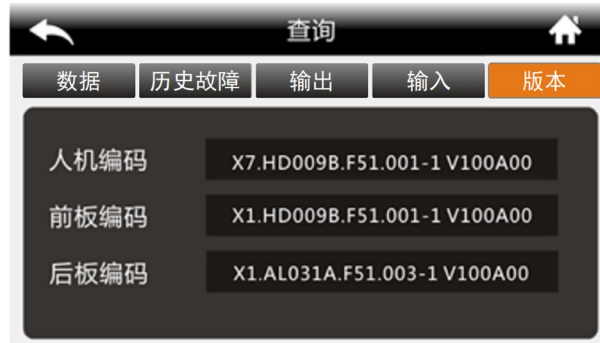 查询
数据 历史故障 输出 输入 版本
人机编码 X7.HD009B.F51.001-1 V100A00
前板编码 X1.HD009B.F51.001-1 V100A00
后板编码 X1.AL031A.F51.003-1 V100A00